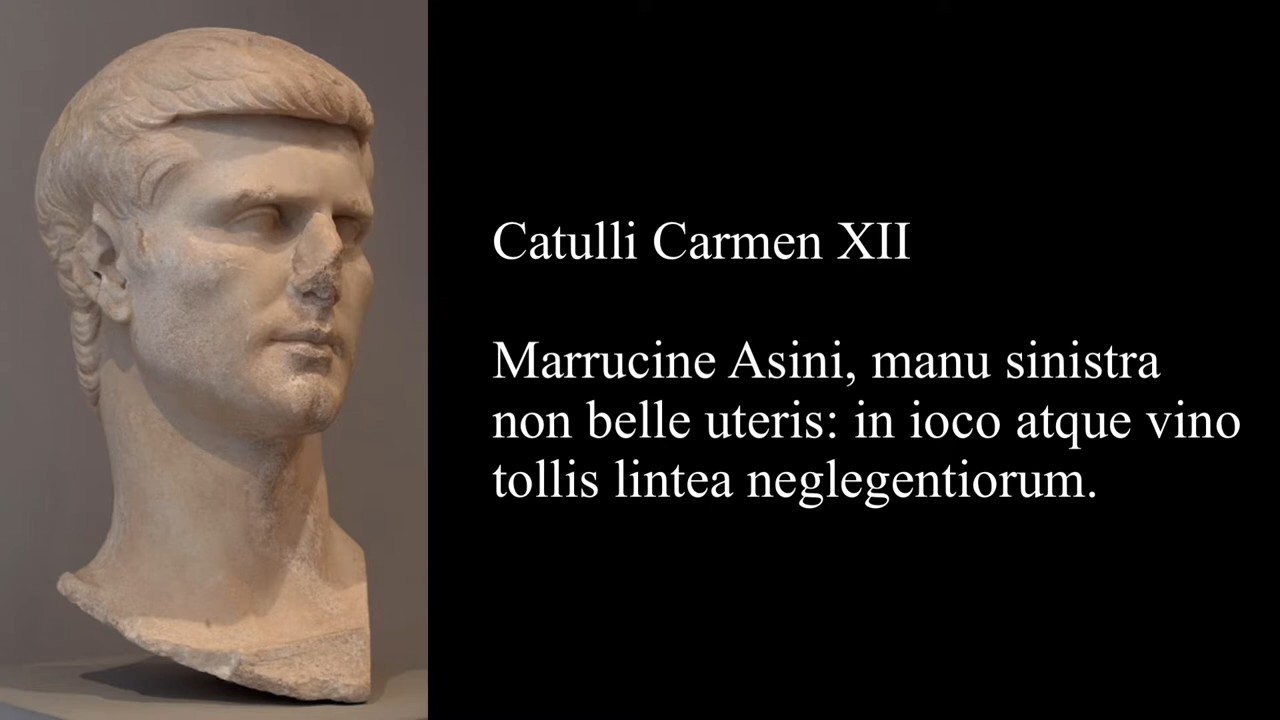 Catulli Carmen XII
Marrucine Asini, manu sinistra
non belle uteris: in ioco atque vino
tollis lintea neglegentiorum.